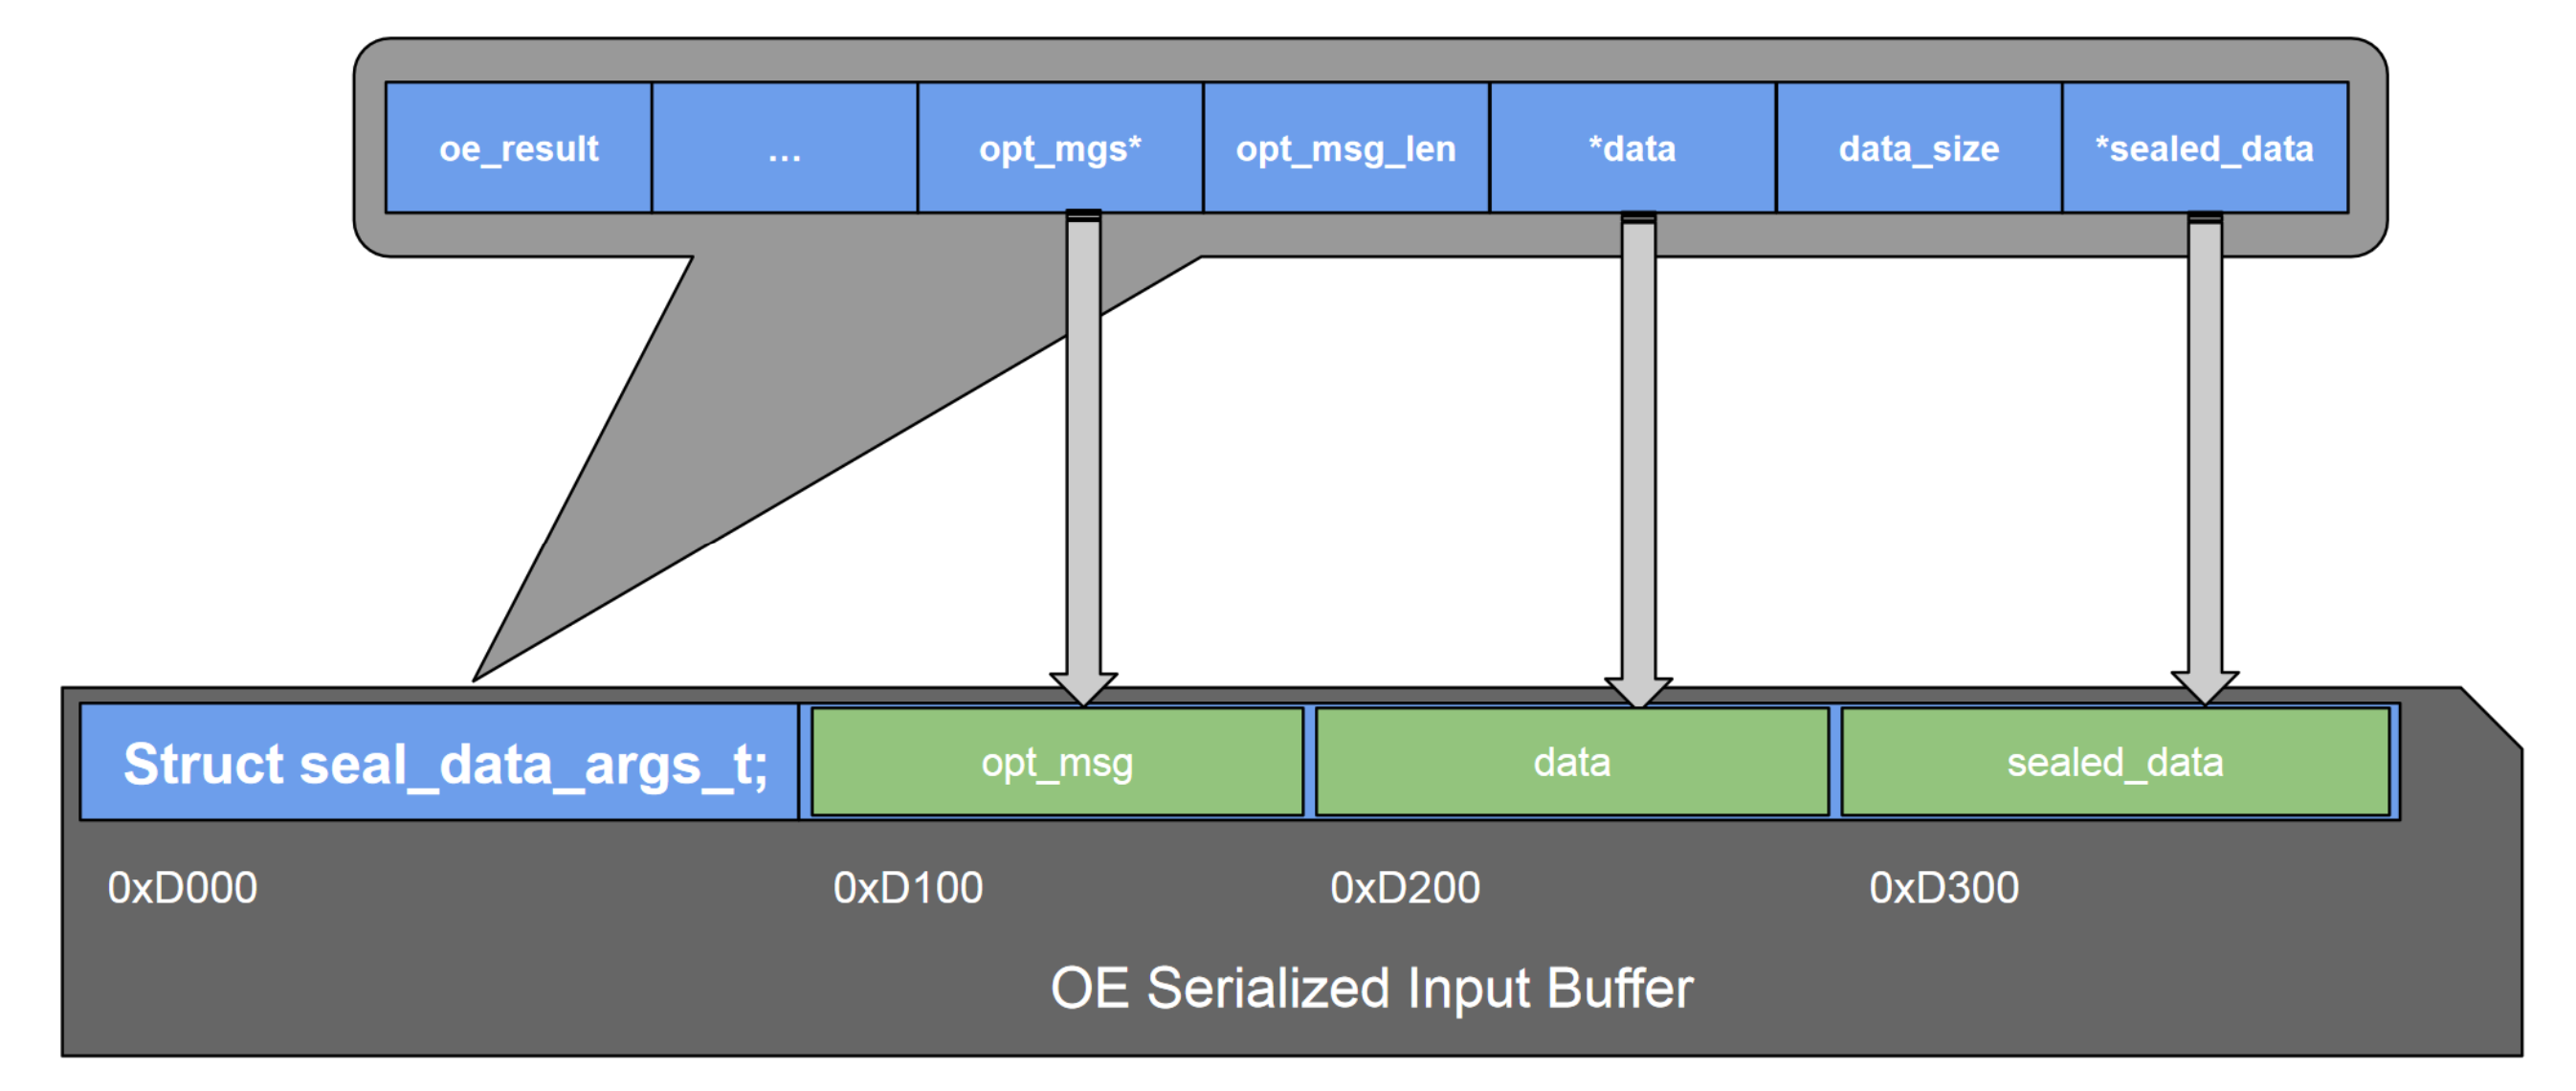 oe_result ... opt_mgs* opt_msg_len *data data_size *sealed_data
Struct seal_data_args_t; opt_msg data sealed_data
0xD000 0xD100 0xD200 0xD300
OE Serialized Input Buffer